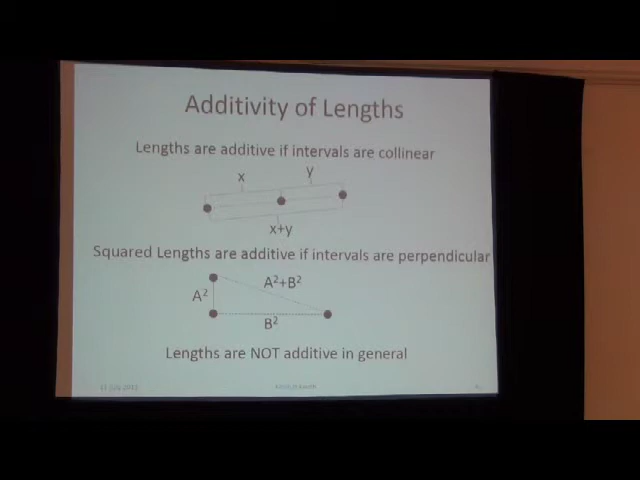 Additivity of Lengths
Lengths are additive if intervals are collinear
x
y
x+y
Squared Lengths are additive if intervals are perpendicular
A²
A²+B²
B²
Lengths are NOT additive in general